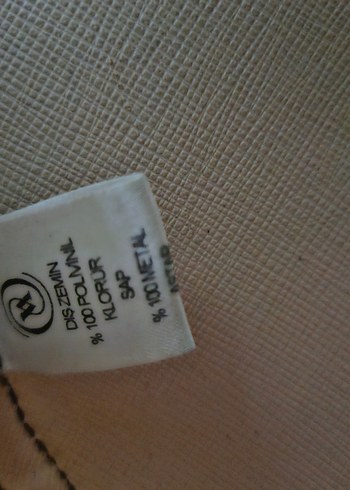 DIŞ ZEMİN
% 100 POLİVİNİL
KLORÜR
SAP
% 100 METAL